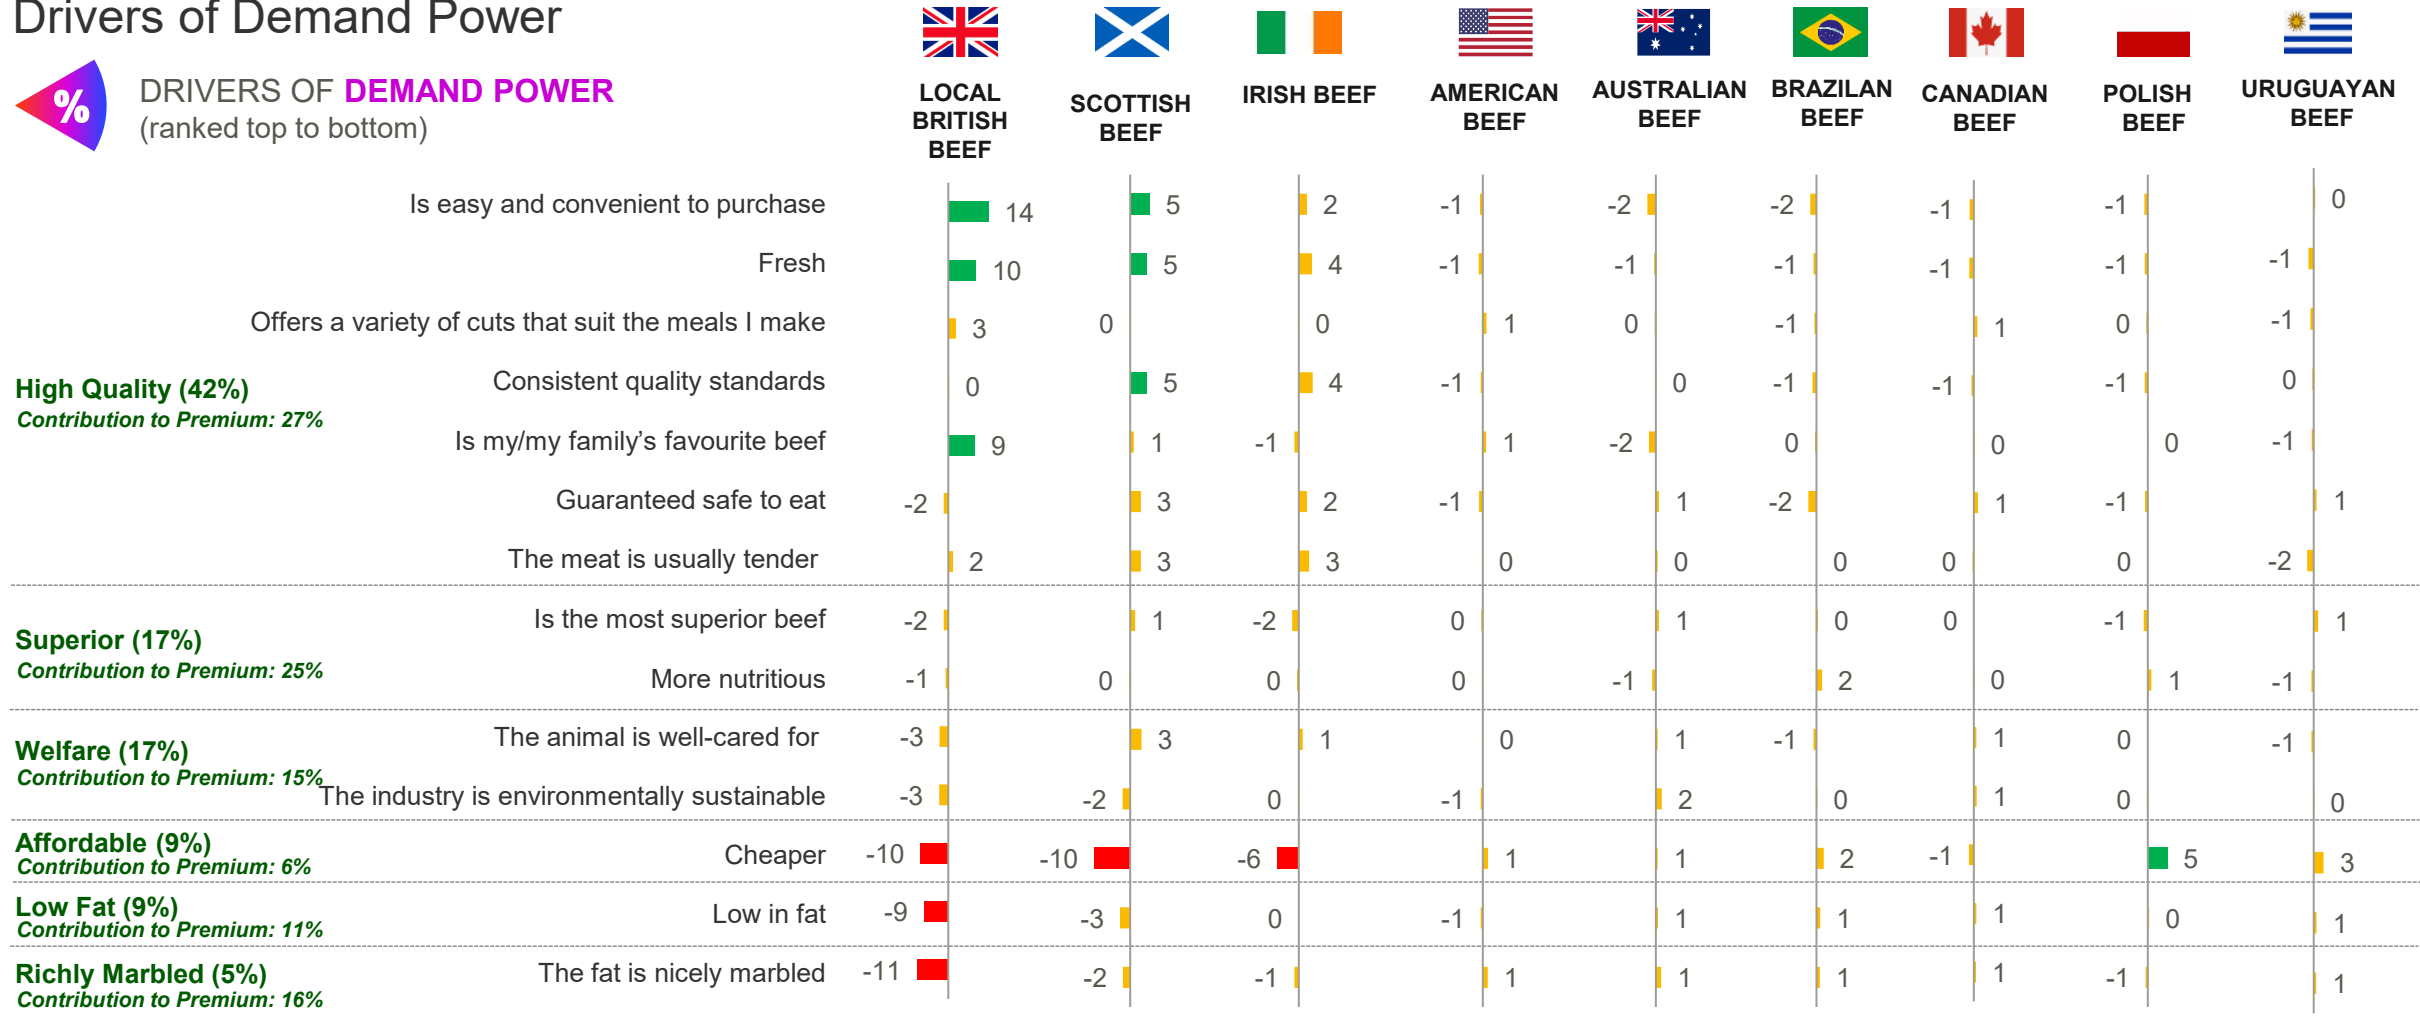 Drivers of Demand Power
%
DRIVERS OF DEMAND POWER
(ranked top to bottom)
LOCAL BRITISH BEEF
SCOTTISH BEEF
IRISH BEEF
AMERICAN BEEF
AUSTRALIAN BEEF
BRAZILAN BEEF
CANADIAN BEEF
POLISH BEEF
URUGUAYAN BEEF
Is easy and convenient to purchase 14 5 2 -1 -2 -2 -1 -1 0
Fresh 10 5 4 -1 -1 -1 -1 -1 -1
Offers a variety of cuts that suit the meals I make 3 0 0 1 0 -1 1 0 -1
High Quality (42%)
Contribution to Premium: 27%
Consistent quality standards 0 5 4 -1 0 -1 -1 -1 0
Is my/my family's favourite beef 9 1 -1 1 -2 0 0 0 -1
Guaranteed safe to eat -2 3 2 -1 1 -2 1 -1 1
The meat is usually tender 2 3 3 0 0 0 0 0 -2
Superior (17%)
Contribution to Premium: 25%
Is the most superior beef -2 1 -2 0 1 0 0 -1 1
More nutritious -1 0 0 0 -1 2 0 1 -1
Welfare (17%)
Contribution to Premium: 15%
The animal is well-cared for -3 3 1 0 1 -1 1 0 -1
The industry is environmentally sustainable -3 -2 0 -1 2 0 1 0 0
Affordable (9%)
Contribution to Premium: 6%
Cheaper -10 -10 -6 1 1 2 -1 5 3
Low Fat (9%)
Contribution to Premium: 11%
Low in fat -9 -3 0 -1 1 1 1 0 1
Richly Marbled (5%)
Contribution to Premium: 16%
The fat is nicely marbled -11 -2 -1 1 1 1 1 -1 1